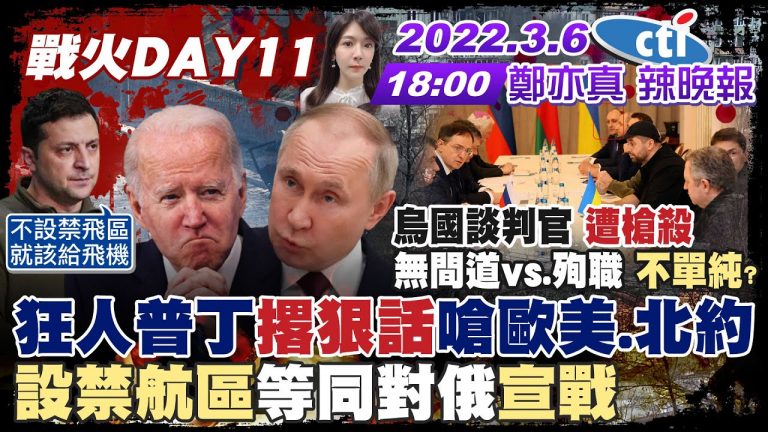 戰火DAY11
2022.3.6
cti
18:00 鄭亦真 辣晚報
不設禁飛區
就該給飛機
烏國談判官 遭槍殺
無間道vs.殉職 不單純?
狂人普丁撂狠話嗆歐美.北約
設禁航區等同對俄宣戰